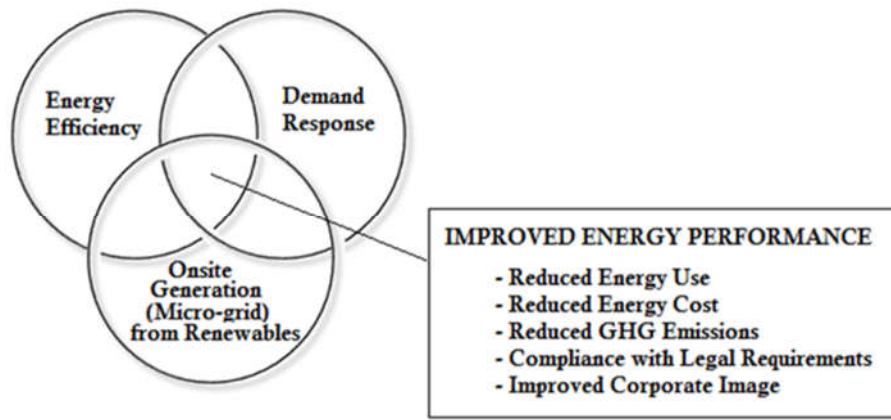 Energy
Efficiency
Demand
Response
Onsite
Generation
(Micro-grid)
from Renewables
IMPROVED ENERGY PERFORMANCE
- Reduced Energy Use
- Reduced Energy Cost
- Reduced GHG Emissions
- Compliance with Legal Requirements
- Improved Corporate Image